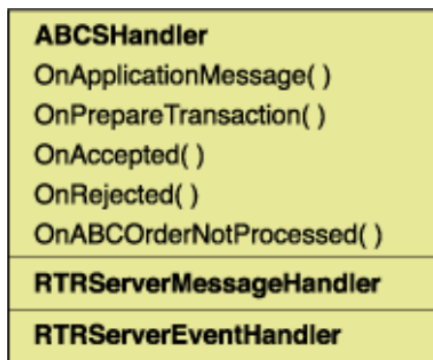 ABCSHandler
OnApplicationMessage( )
OnPrepareTransaction( )
OnAccepted( )
OnRejected( )
OnABCOrderNotProcessed( )
RTRServerMessageHandler
RTRServerEventHandler